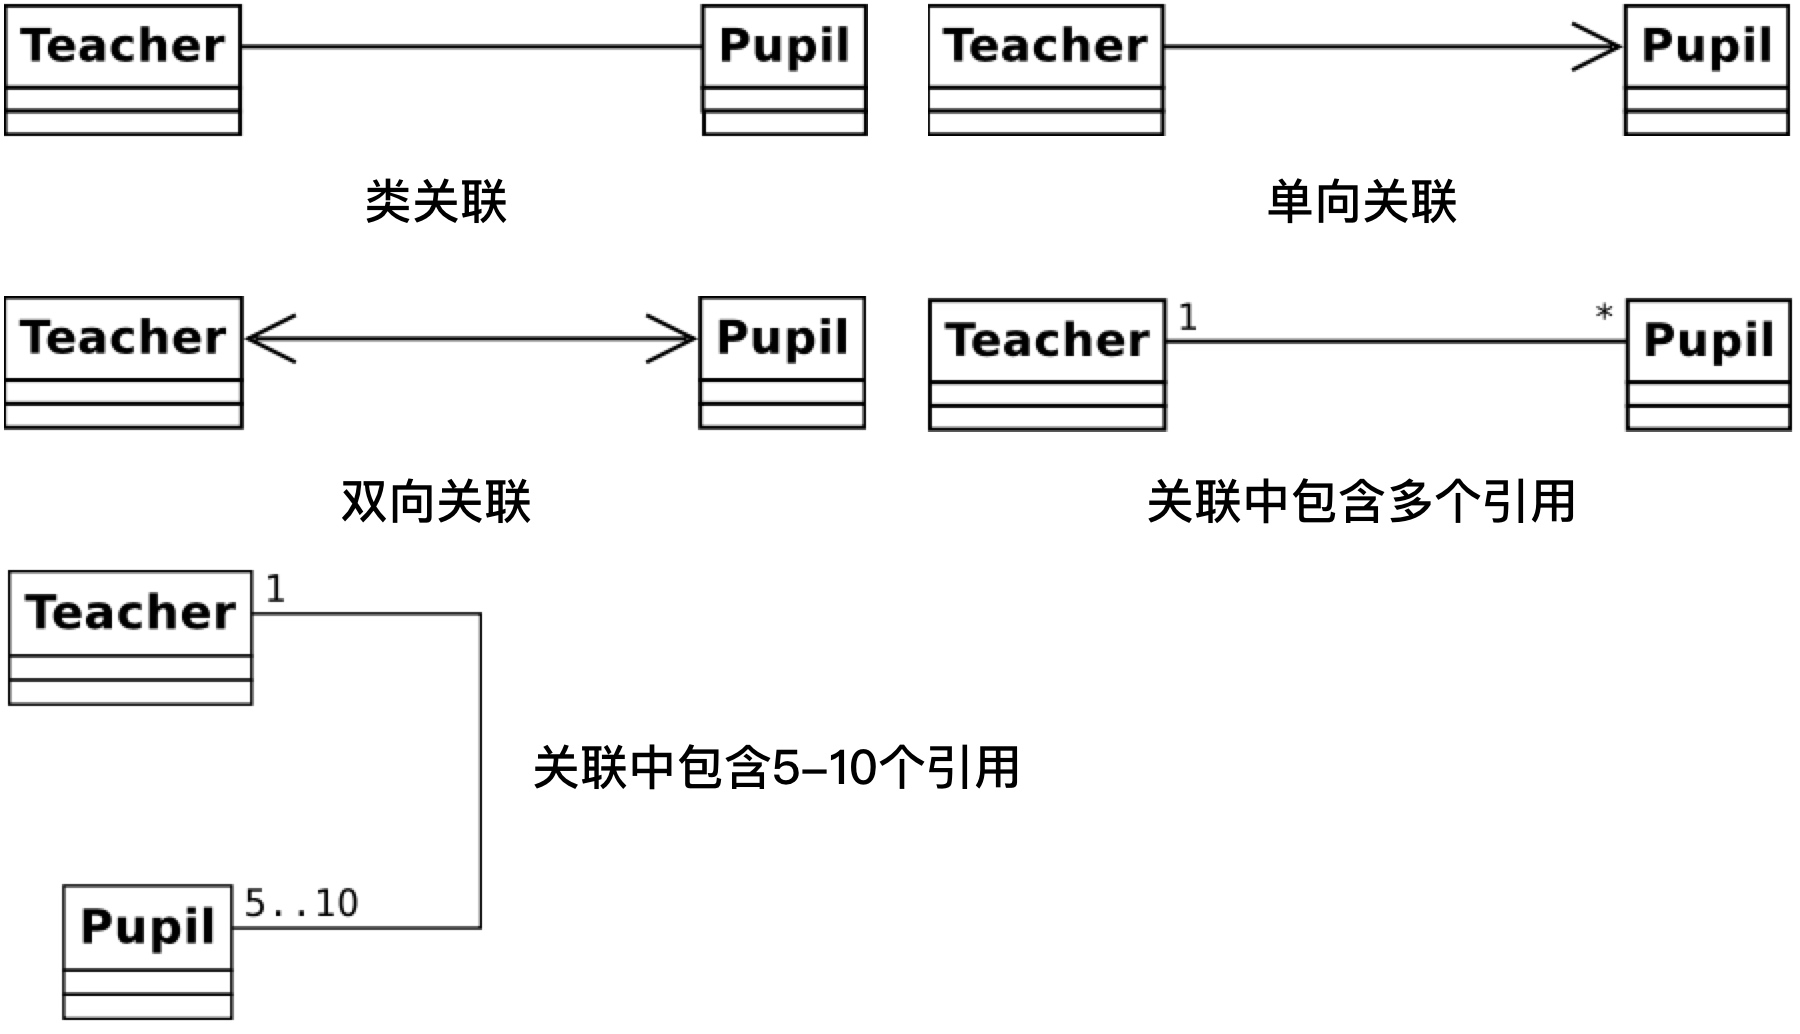 Teacher
Pupil
类关联
Teacher
Pupil
单向关联
Teacher
Pupil
双向关联
Teacher
1
*
Pupil
关联中包含多个引用
Teacher
1
关联中包含5-10个引用
Pupil
5..10